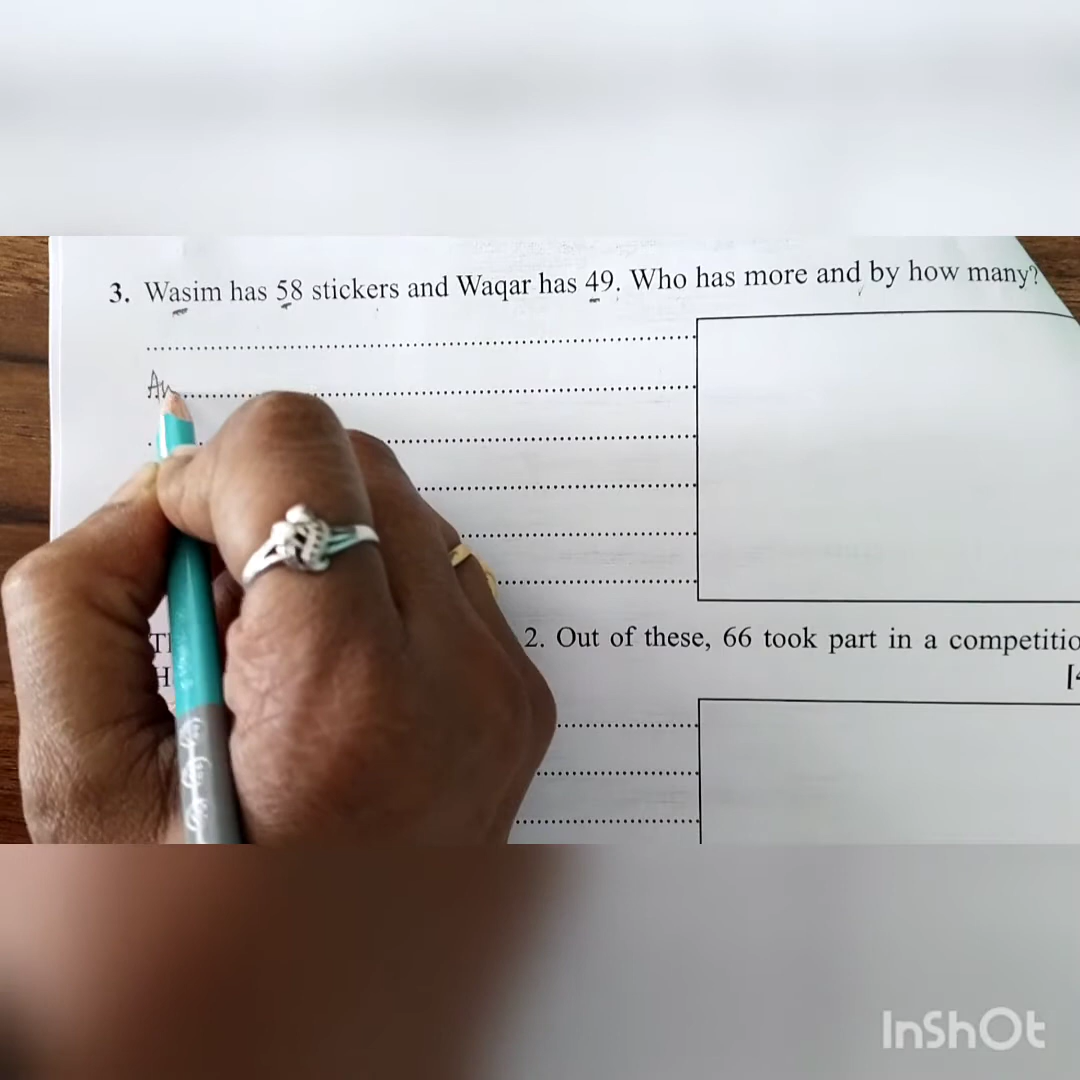 3. Wasim has 58 stickers and Waqar has 49. Who has more and by how many?
An
2. Out of these, 66 took part in a competitio
InShOt